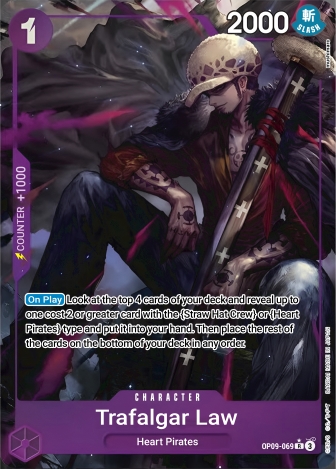 1
2000
斬
SLASH
COUNTER +1000
On Play Look at the top 4 cards of your deck and reveal up to
one cost 2 or greater card with the {Straw Hat Crew} or {Heart
Pirates} type and put it into your hand. Then place the rest of
the cards on the bottom of your deck in any order.
CHARACTER
Trafalgar Law
Heart Pirates
OP09-069 R 3